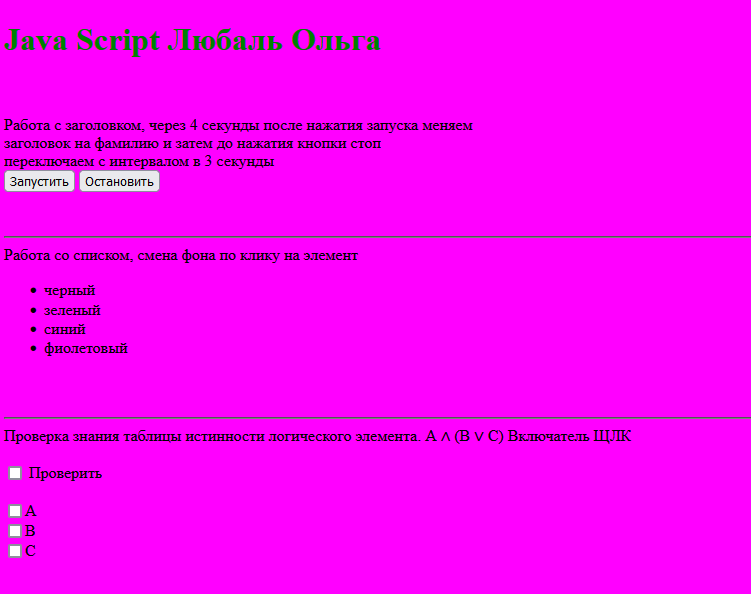 Java Script Любаль Ольга
Работа с заголовком, через 4 секунды после нажатия запуска меняем
заголовок на фамилию и затем до нажатия кнопки стоп
переключаем с интервалом в 3 секунды
Запустить Остановить
Работа со списком, смена фона по клику на элемент
черный
зеленый
синий
фиолетовый
Проверка знания таблицы истинности логического элемента. A ∧ (B ∨ C) Включатель ЩЛК
Проверить
A
B
C